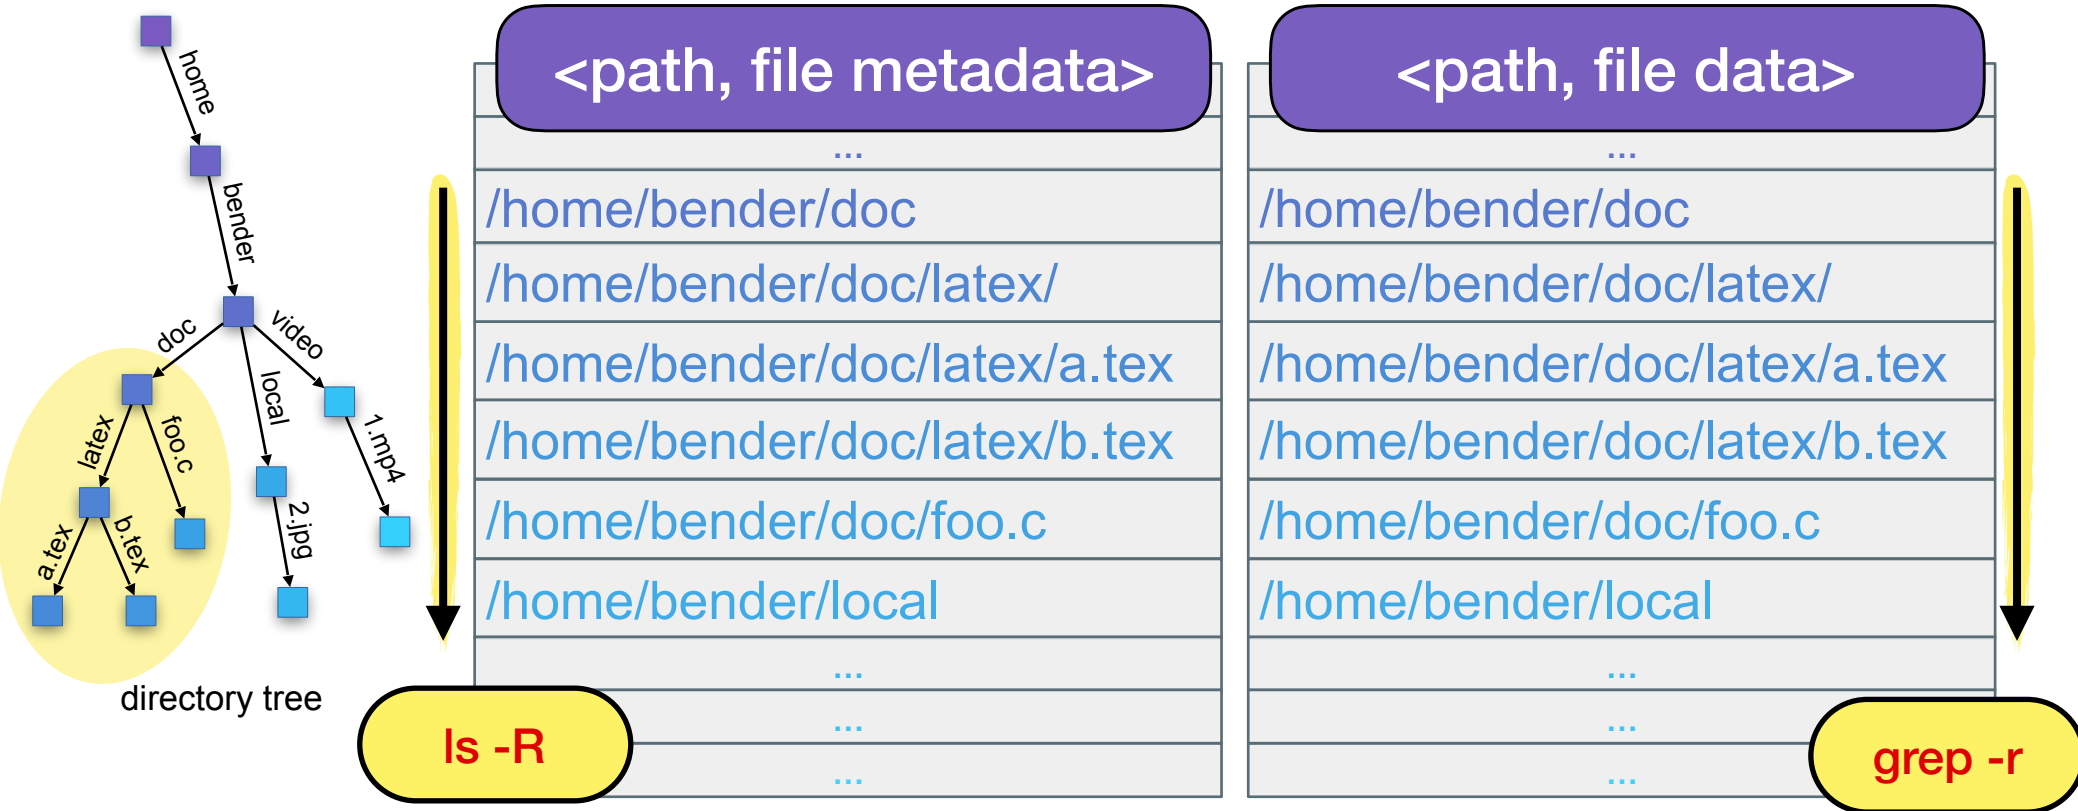 home
bender
doc
local
video
latex
foo.c
2.jpg
1.mp4
a.tex
b.tex
directory tree
<path, file metadata>
...
/home/bender/doc
/home/bender/doc/latex/
/home/bender/doc/latex/a.tex
/home/bender/doc/latex/b.tex
/home/bender/doc/foo.c
/home/bender/local
...
...
...
ls -R
<path, file data>
...
/home/bender/doc
/home/bender/doc/latex/
/home/bender/doc/latex/a.tex
/home/bender/doc/latex/b.tex
/home/bender/doc/foo.c
/home/bender/local
...
...
...
grep -r